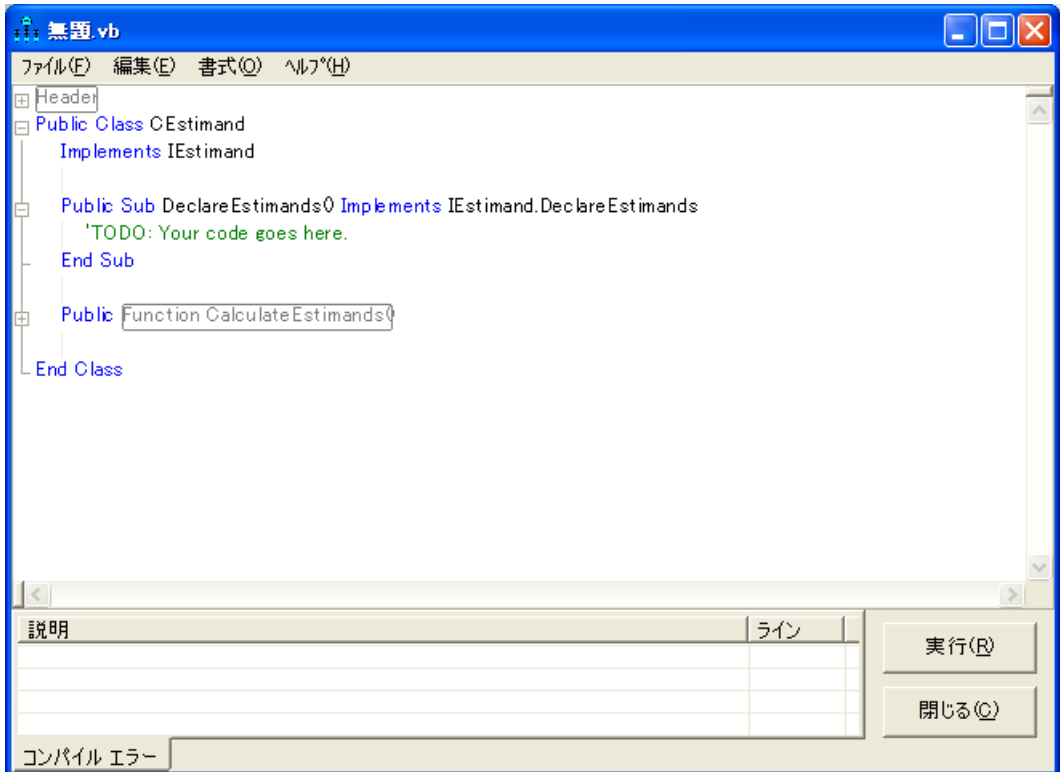 無題.vb
ファイル(F) 編集(E) 書式(O) ヘルプ(H)
Header
Public Class CEstimand
Implements IEstimand
Public Sub DeclareEstimands() Implements IEstimand.DeclareEstimands
'TODO: Your code goes here.
End Sub
Public Function CalculateEstimands()
End Class
説明 ライン
実行(R)
閉じる(C)
コンパイル エラー